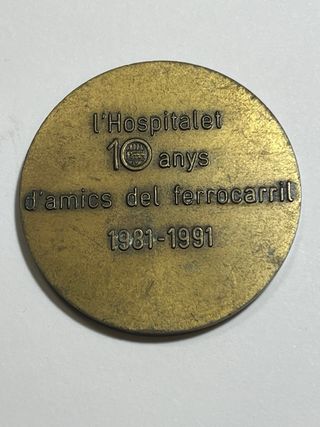 l'Hospitalet
10 anys
d'amics del ferrocarril
1981-1991